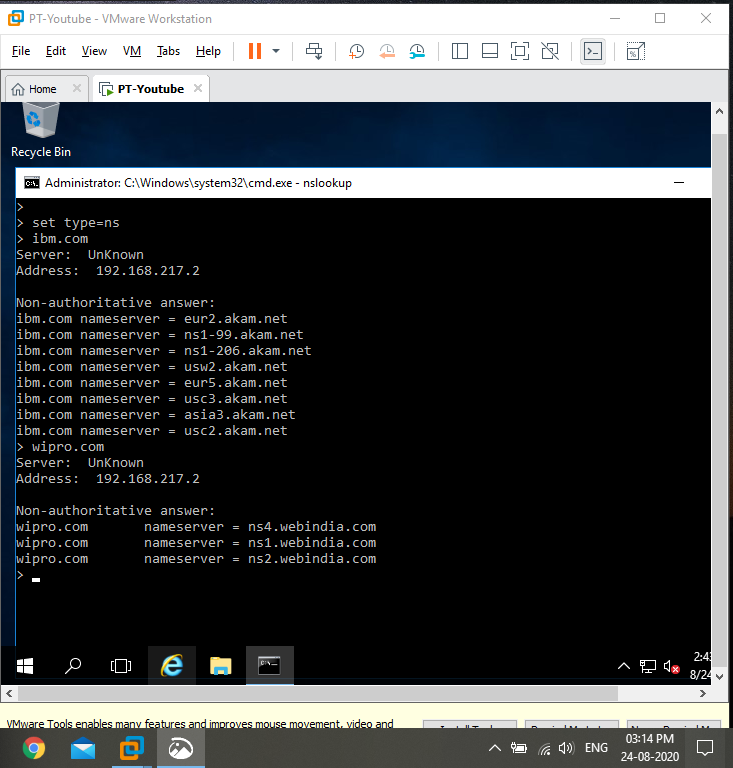 PT-Youtube - VMware Workstation
File Edit View VM Tabs Help
Home PT-Youtube
Recycle Bin
Administrator: C:\Windows\system32\cmd.exe - nslookup
>
> set type=ns
> ibm.com
Server:  UnKnown
Address:  192.168.217.2
Non-authoritative answer:
ibm.com nameserver = eur2.akam.net
ibm.com nameserver = ns1-99.akam.net
ibm.com nameserver = ns1-206.akam.net
ibm.com nameserver = usw2.akam.net
ibm.com nameserver = eur5.akam.net
ibm.com nameserver = usc3.akam.net
ibm.com nameserver = asia3.akam.net
ibm.com nameserver = usc2.akam.net
> wipro.com
Server:  UnKnown
Address:  192.168.217.2
Non-authoritative answer:
wipro.com       nameserver = ns4.webindia.com
wipro.com       nameserver = ns1.webindia.com
wipro.com       nameserver = ns2.webindia.com
>
2:43
8/24
VMware Tools enables many features and improves mouse movement, video and
ENG
03:14 PM
24-08-2020